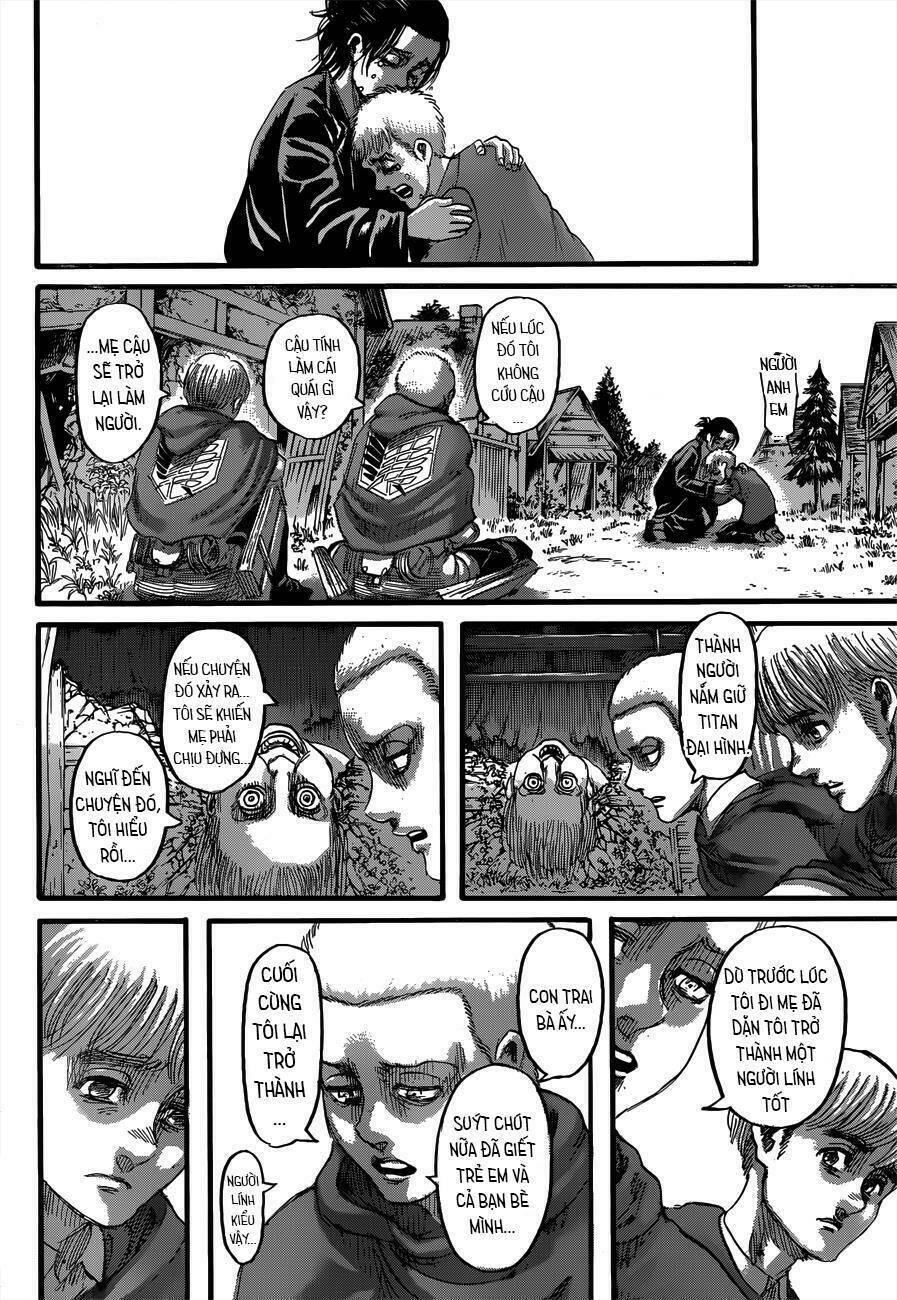 NGƯỜI
ANH
EM
...
NẾU LÚC
ĐÓ TÔI
KHÔNG
CỨU CẬU
...
CẬU TÍNH
LÀM CÁI
QUÁI GÌ
VẬY?
...MẸ CẬU
SẼ TRỞ
LẠI LÀM
NGƯỜI.
THÀNH
NGƯỜI
NẮM GIỮ
TITAN
ĐẠI HÌNH.
NẾU CHUYỆN
ĐÓ XẢY RA...
TÔI SẼ KHIẾN
MẸ PHẢI
CHỊU ĐỰNG...
NGHĨ ĐẾN
CHUYỆN ĐÓ,
TÔI HIỂU
RỒI...
DÙ TRƯỚC LỨC
TÔI ĐI MẸ ĐÃ
DẶN TÔI TRỞ
THÀNH MỘT
NGƯỜI LÍNH
TỐT
CON TRAI
BÀ ẤY...
SUÝT CHÚT
NỮA ĐÃ GIẾT
TRẺ EM VÀ
CẢ BẠN BÈ
MÌNH...
CUỐI
CÙNG
TÔI LẠI
TRỞ
THÀNH
...
NGƯỜI
LÍNH
KIỂU
VẬY...